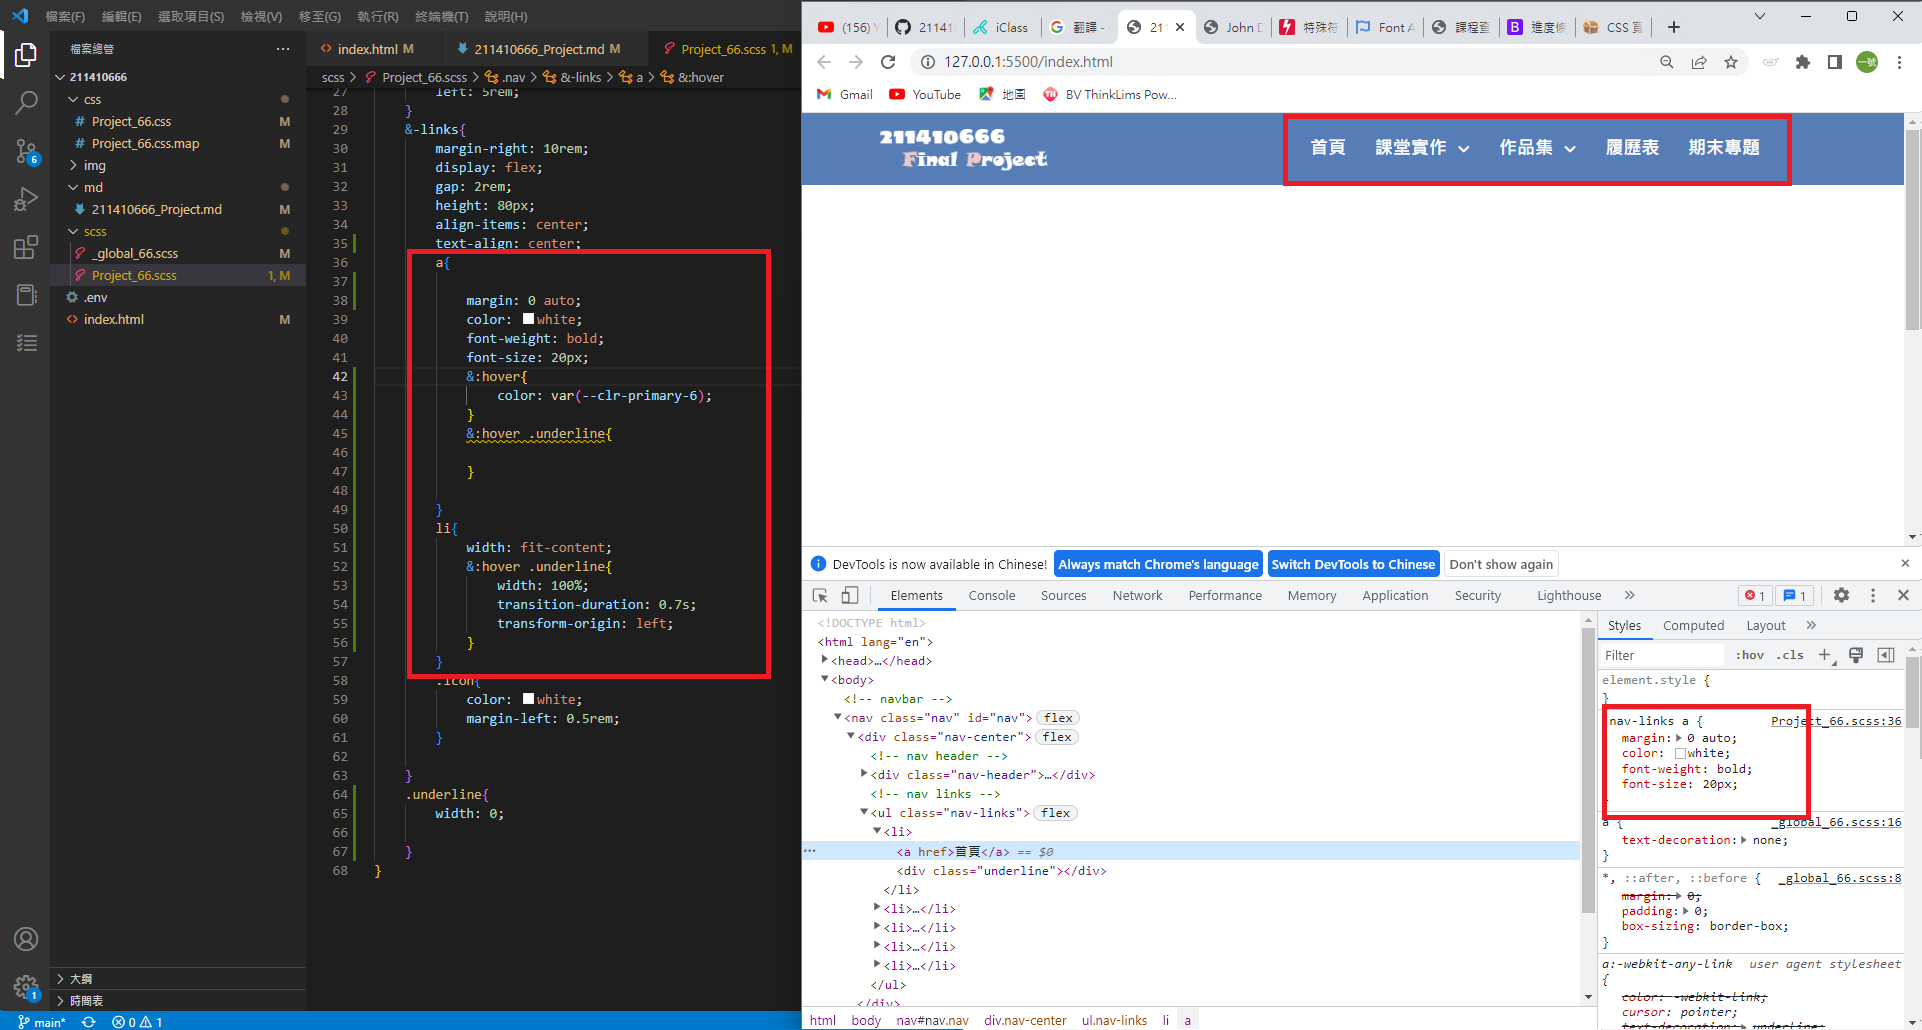 檔案(F) 編輯(E) 選取項目(S) 檢視(V) 移至(G) 執行(R) 終端機(T) 說明(H)
檔案總管 ···
211410666
css
# Project_66.css M
# Project_66.css.map M
img
md
211410666_Project.md M
scss
_global_66.scss M
Project_66.scss 1, M
.env
<> index.html M
6
1
大綱
時間表
main* 0 1
<> index.html M 211410666_Project.md M Project_66.scss 1, M
scss > Project_66.scss > .nav > &-links > a > &:hover
27 left: 5rem;
28 }
29 &-links{
30 margin-right: 10rem;
31 display: flex;
32 gap: 2rem;
33 height: 80px;
34 align-items: center;
35 text-align: center;
36 a{
37
38 margin: 0 auto;
39 color: white;
40 font-weight: bold;
41 font-size: 20px;
42 &:hover{
43 color: var(--clr-primary-6);
44 }
45 &:hover .underline{
46
47 }
48
49 }
50 li{
51 width: fit-content;
52 &:hover .underline{
53 width: 100%;
54 transition-duration: 0.7s;
55 transform-origin: left;
56 }
57 }
58 .icon{
59 color: white;
60 margin-left: 0.5rem;
61 }
62
63 }
64 .underline{
65 width: 0;
66
67 }
68 }
(156) Y 21141 iClass 翻譯 - 211 John D 特殊符 Font A 課程查 進度條 CSS
127.0.0.1:5500/index.html
Gmail YouTube 地圖 BV ThinkLims Pow...
211410666
Final Project
首頁 課堂實作 作品集 履歷表 期末專題
DevTools is now available in Chinese! Always match Chrome's language Switch DevTools to Chinese Don't show again
Elements Console Sources Network Performance Memory Application Security Lighthouse » 1 1
<!DOCTYPE html>
<html lang="en">
<head>…</head>
<body>
<!-- navbar -->
<nav class="nav" id="nav"> flex
<div class="nav-center"> flex
<!-- nav header -->
<div class="nav-header">…</div>
<!-- nav links -->
<ul class="nav-links"> flex
<li>
··· <a href>首頁</a> == $0
<div class="underline"></div>
</li>
<li>…</li>
<li>…</li>
<li>…</li>
<li>…</li>
</ul>
</div>
html body nav#nav.nav div.nav-center ul.nav-links li a
Styles Computed Layout »
Filter :hov .cls +
element.style {
}
nav-links a { Project_66.scss:36
margin: 0 auto;
color: white;
font-weight: bold;
font-size: 20px;
}
a { _global_66.scss:16
text-decoration: none;
}
*, ::after, ::before { _global_66.scss:8
margin: 0;
padding: 0;
box-sizing: border-box;
}
a:-webkit-any-link user agent stylesheet
{
color: -webkit-link;
cursor: pointer;
text-decoration: underline;